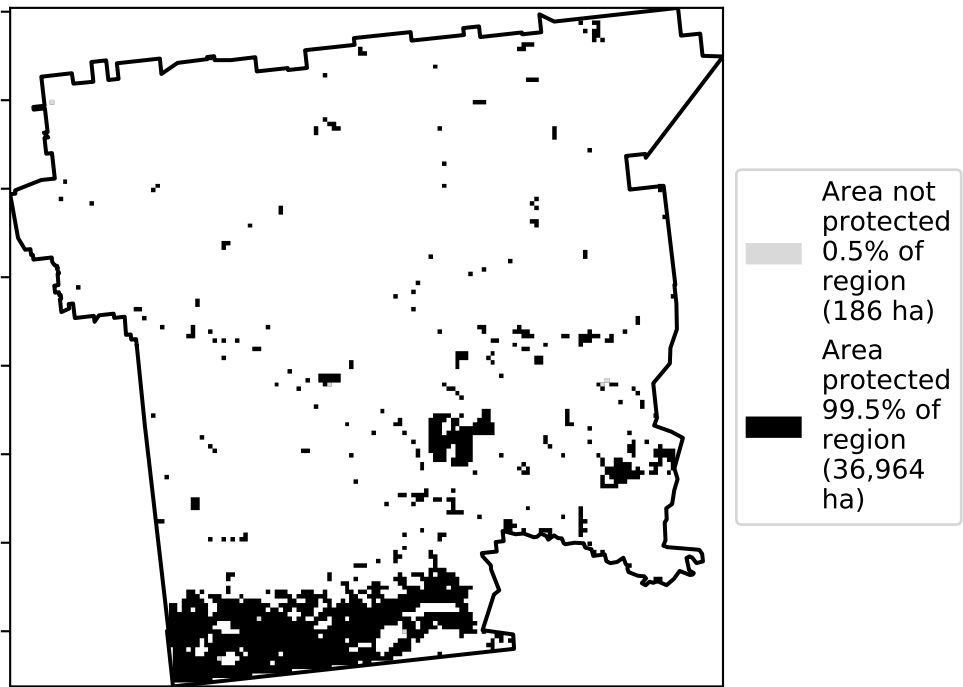 Area not
protected
0.5% of
region
(186 ha)
Area
protected
99.5% of
region
(36,964
ha)